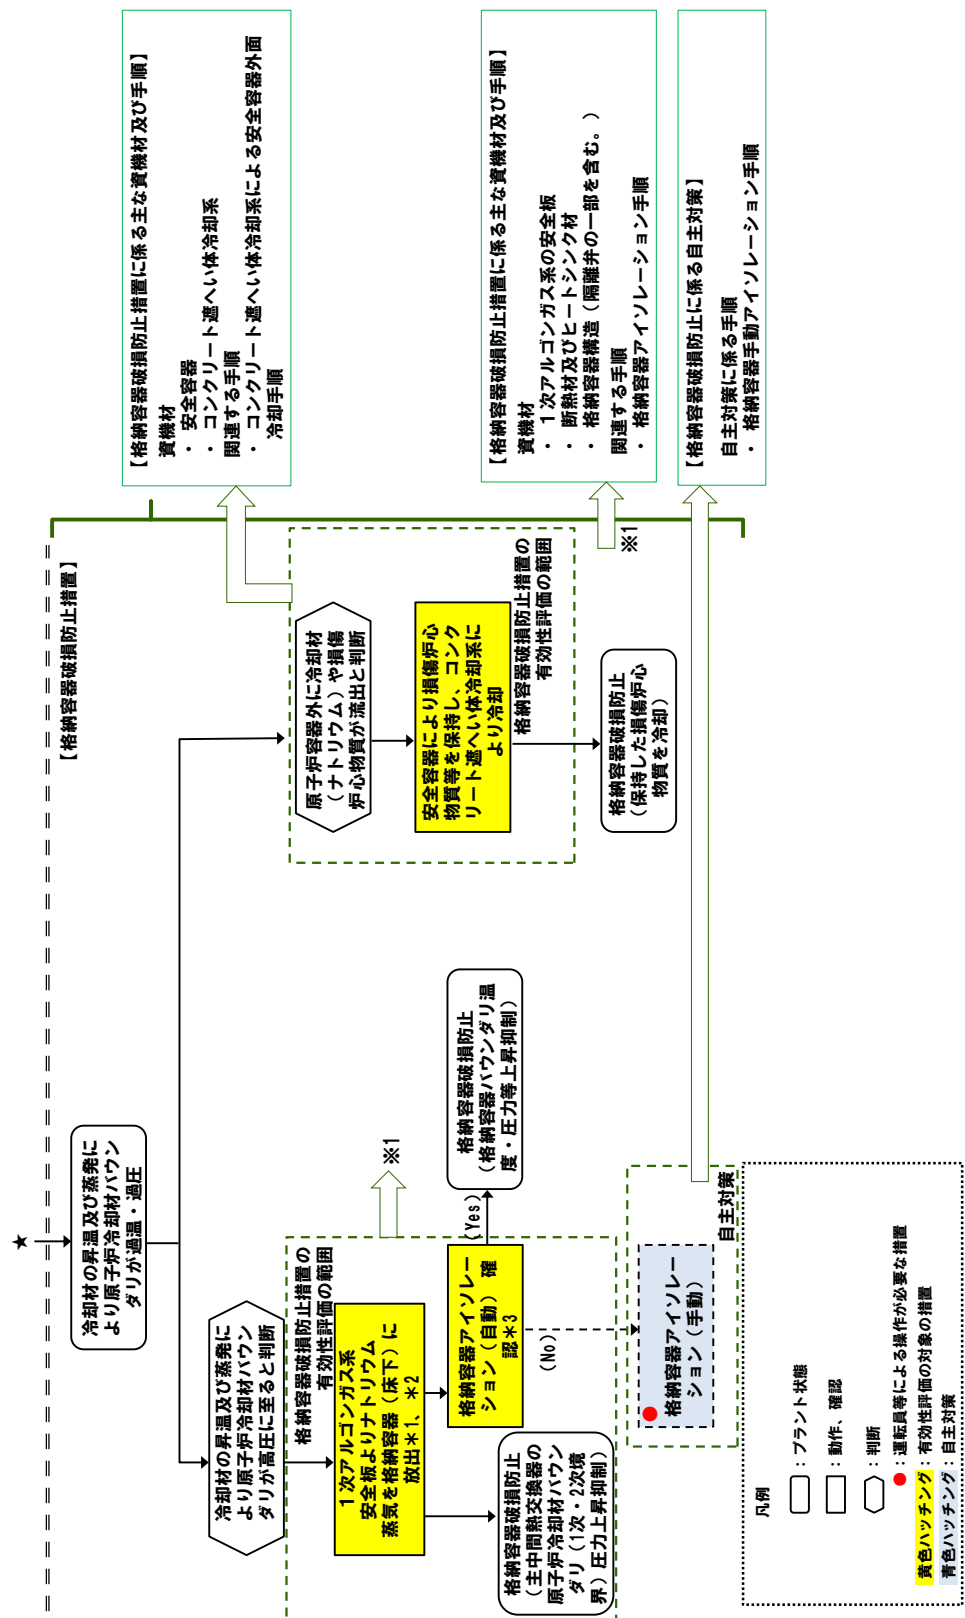 ★
【格納容器破損防止措置】
冷却材の昇温及び蒸発に
より原子炉冷却材バウン
ダリが過温・過圧
冷却材の昇温及び蒸発に
より原子炉冷却材バウン
ダリが高圧に至ると判断
格納容器破損防止措置の
有効性評価の範囲
1次アルゴンガス系
安全板よりナトリウム
蒸気を格納容器（床下）に
放出*1、*2
※1
格納容器アイソレー
ション（自動） 確
認*3
(Yes)
(No)
格納容器破損防止
（格納容器バウンダリ温
度・圧力等上昇抑制）
格納容器破損防止
（主中間熱交換器の
原子炉冷却材バウン
ダリ（1次・2次境
界）圧力上昇抑制）
格納容器アイソレー
ション（手動）
自主対策
原子炉容器外に冷却材
（ナトリウム）や損傷
炉心物質が流出と判断
安全容器により損傷炉心
物質等を保持し、コンク
リート遮へい体冷却系に
より冷却
格納容器破損防止措置の
有効性評価の範囲
格納容器破損防止
（保持した損傷炉心
物質を冷却）
【格納容器破損防止措置に係る主な資機材及び手順】
資機材
・ 安全容器
・ コンクリート遮へい体冷却系
関連する手順
・ コンクリート遮へい体冷却系による安全容器外面
冷却手順
※1
【格納容器破損防止措置に係る主な資機材及び手順】
資機材
・ 1次アルゴンガス系の安全板
・ 断熱材及びヒートシンク材
・ 格納容器構造（隔離弁の一部を含む。）
関連する手順
・ 格納容器アイソレーション手順
【格納容器破損防止に係る自主対策】
自主対策に係る手順
・ 格納容器手動アイソレーション手順
凡例
：プラント状態
：動作、確認
：判断
：運転員等による操作が必要な措置
黄色ハッチング：有効性評価の対象の措置
青色ハッチング：自主対策